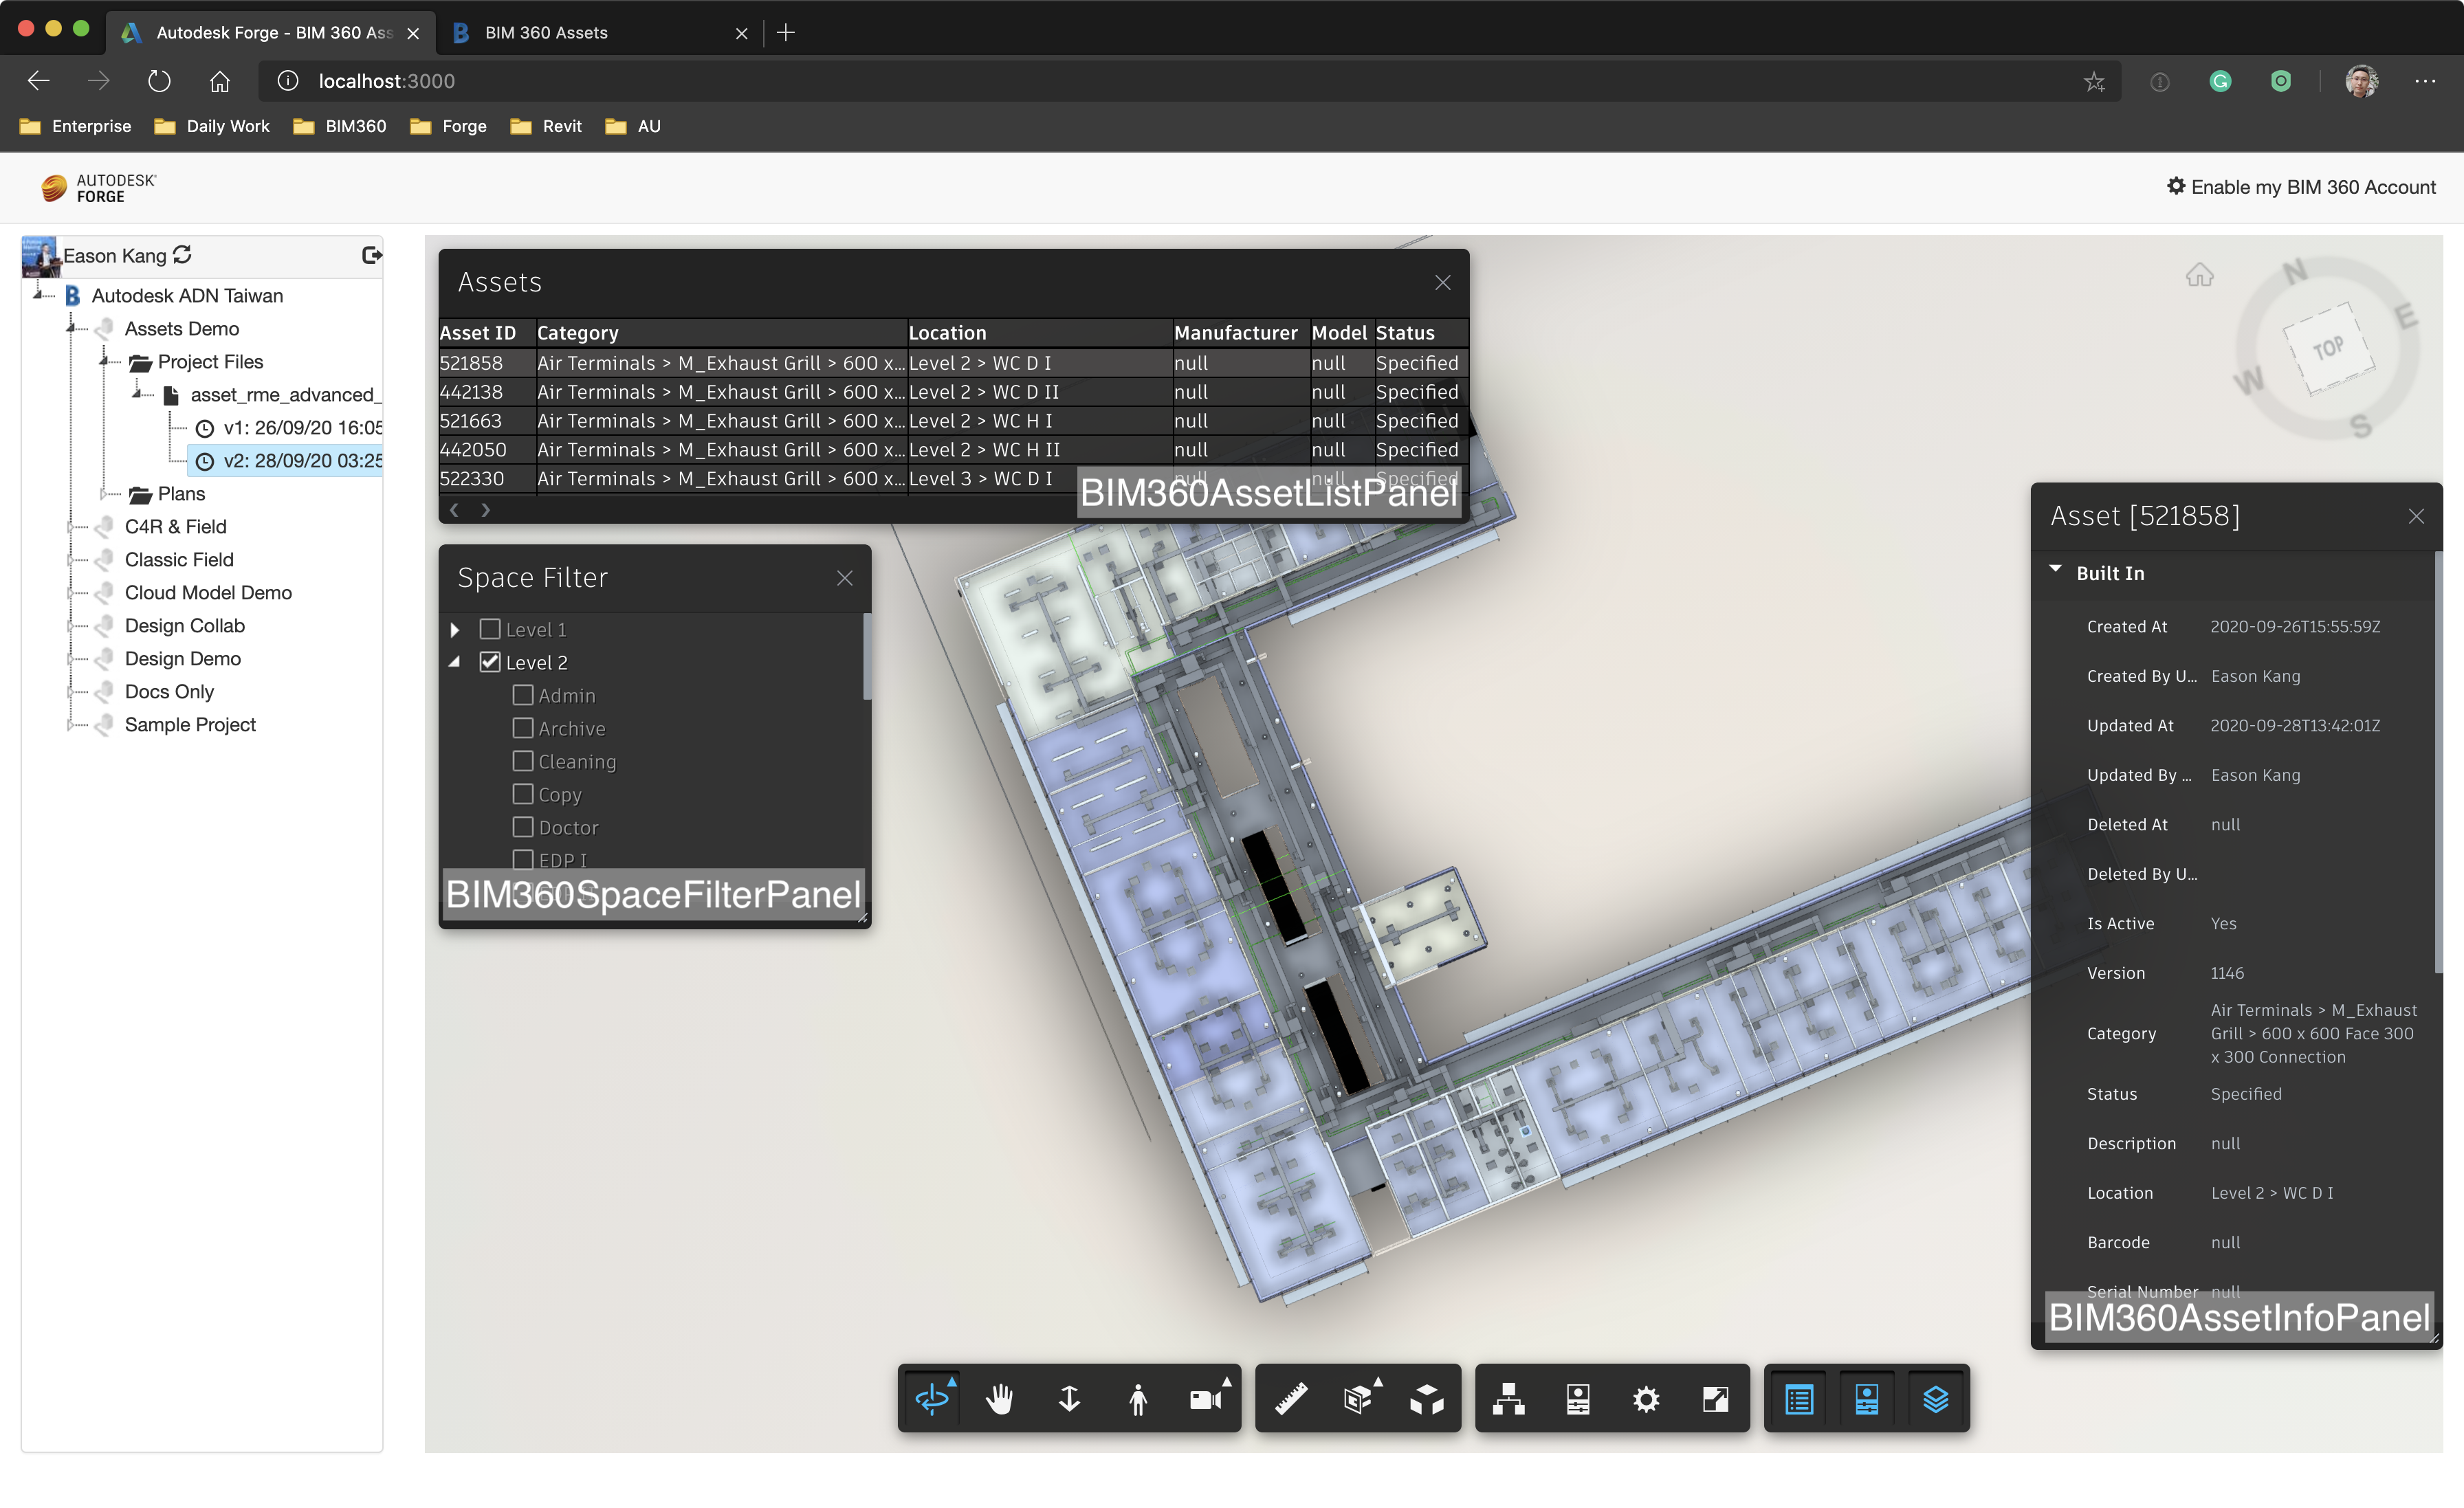 Autodesk Forge - BIM 360 Ass
BIM 360 Assets
localhost:3000
Enterprise
Daily Work
BIM360
Forge
Revit
AU
AUTODESK®
FORGE
Enable my BIM 360 Account
Eason Kang
Autodesk ADN Taiwan
Assets Demo
Project Files
asset_rme_advanced_
v1: 26/09/20 16:05
v2: 28/09/20 03:25
Plans
C4R & Field
Classic Field
Cloud Model Demo
Design Collab
Design Demo
Docs Only
Sample Project
Assets
Asset ID Category Location Manufacturer Model Status
521858 Air Terminals > M_Exhaust Grill > 600 x... Level 2 > WC D I null null Specified
442138 Air Terminals > M_Exhaust Grill > 600 x... Level 2 > WC D II null null Specified
521663 Air Terminals > M_Exhaust Grill > 600 x... Level 2 > WC H I null null Specified
442050 Air Terminals > M_Exhaust Grill > 600 x... Level 2 > WC H II null null Specified
522330 Air Terminals > M_Exhaust Grill > 600 x... Level 3 > WC D I null null Specified
BIM360AssetListPanel
Space Filter
Level 1
Level 2
Admin
Archive
Cleaning
Copy
Doctor
EDP I
BIM360SpaceFilterPanel
N
E
S
W
TOP
Asset [521858]
Built In
Created At 2020-09-26T15:55:59Z
Created By U... Eason Kang
Updated At 2020-09-28T13:42:01Z
Updated By ... Eason Kang
Deleted At null
Deleted By U...
Is Active Yes
Version 1146
Category Air Terminals > M_Exhaust
Grill > 600 x 600 Face 300
x 300 Connection
Status Specified
Description null
Location Level 2 > WC D I
Barcode null
Serial Number null
BIM360AssetInfoPanel